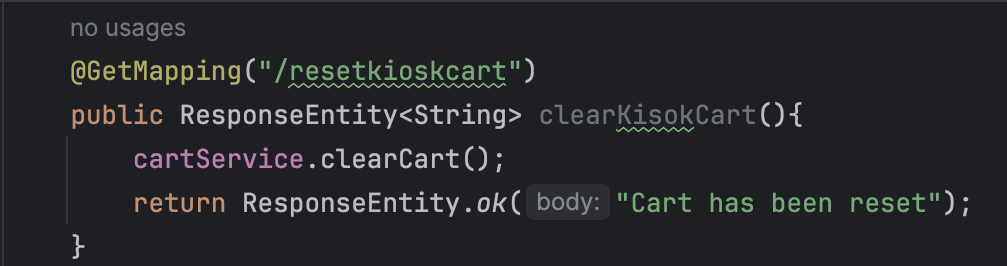 no usages
@GetMapping("/resetkioskcart")
public ResponseEntity<String> clearKisokCart(){
cartService.clearCart();
return ResponseEntity.ok( body: "Cart has been reset");
}